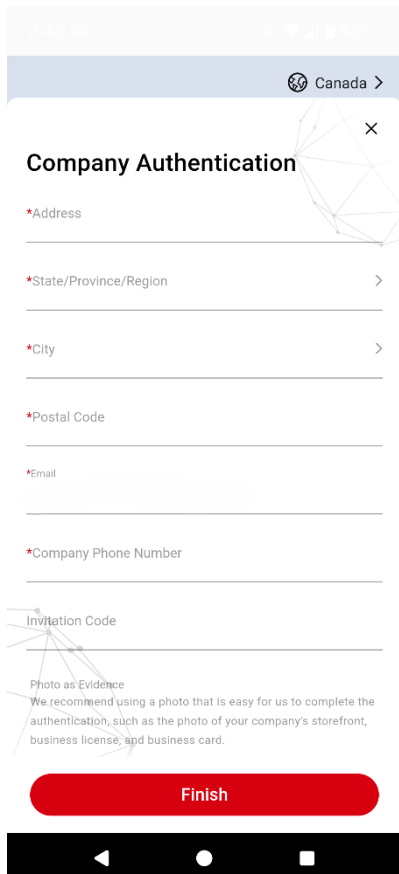 Canada
Company Authentication
*Address
*State/Province/Region
*City
*Postal Code
*Email
*Company Phone Number
Invitation Code
Photo as Evidence
We recommend using a photo that is easy for us to complete the
authentication, such as the photo of your company's storefront,
business license, and business card.
Finish